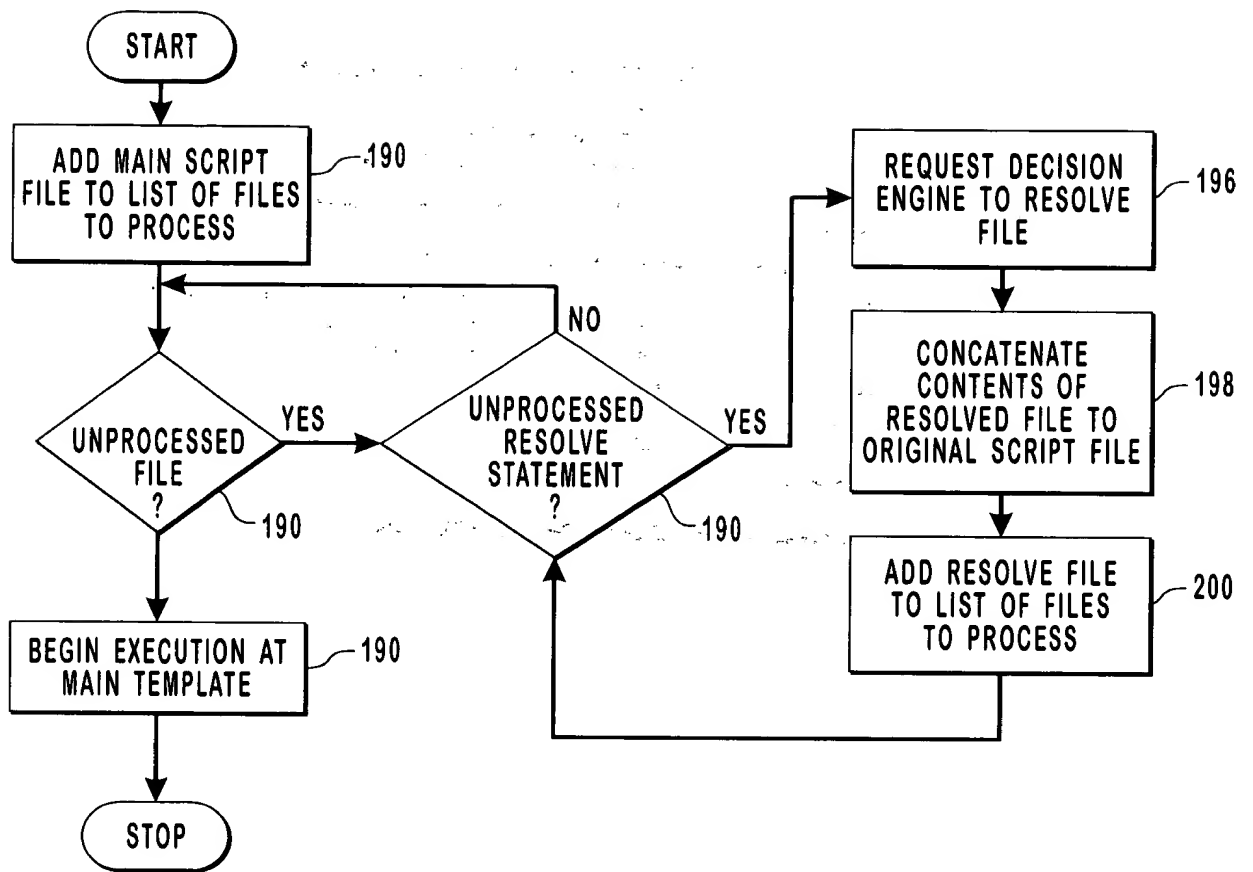 START
ADD MAIN SCRIPT
FILE TO LIST OF FILES
TO PROCESS
190
UNPROCESSED
FILE
?
YES
190
BEGIN EXECUTION AT
MAIN TEMPLATE
190
STOP
NO
UNPROCESSED
RESOLVE
STATEMENT
?
YES
190
REQUEST DECISION
ENGINE TO RESOLVE
FILE
196
CONCATENATE
CONTENTS OF
RESOLVED FILE TO
ORIGINAL SCRIPT FILE
198
ADD RESOLVE FILE
TO LIST OF FILES
TO PROCESS
200